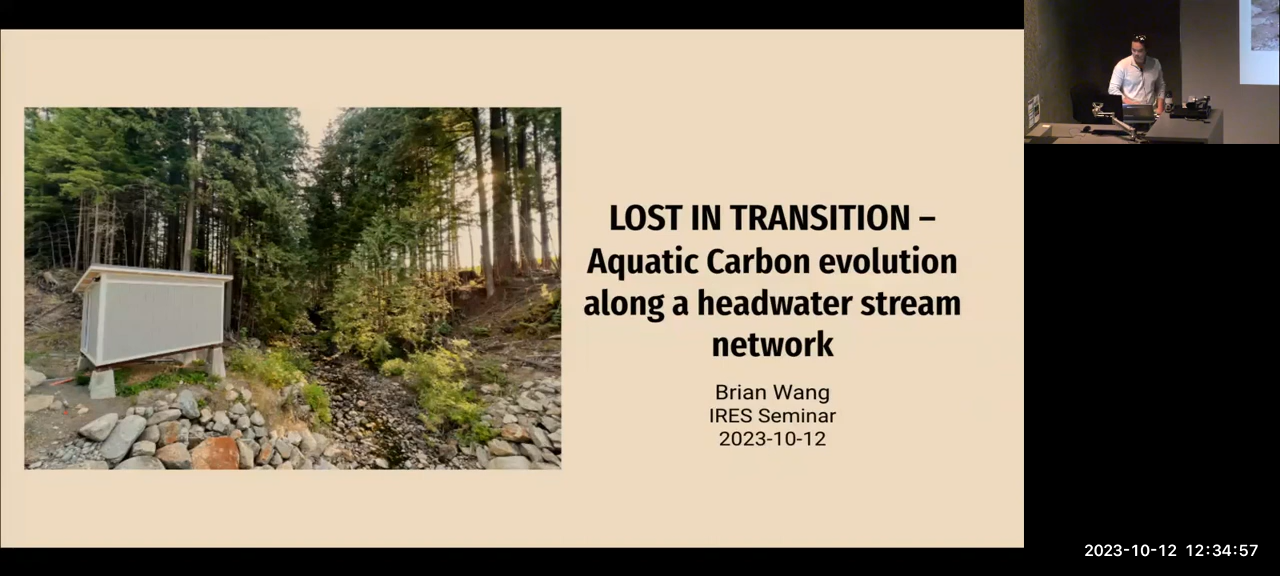 LOST IN TRANSITION –
Aquatic Carbon evolution
along a headwater stream
network
Brian Wang
IRES Seminar
2023-10-12
2023-10-12 12:34:57